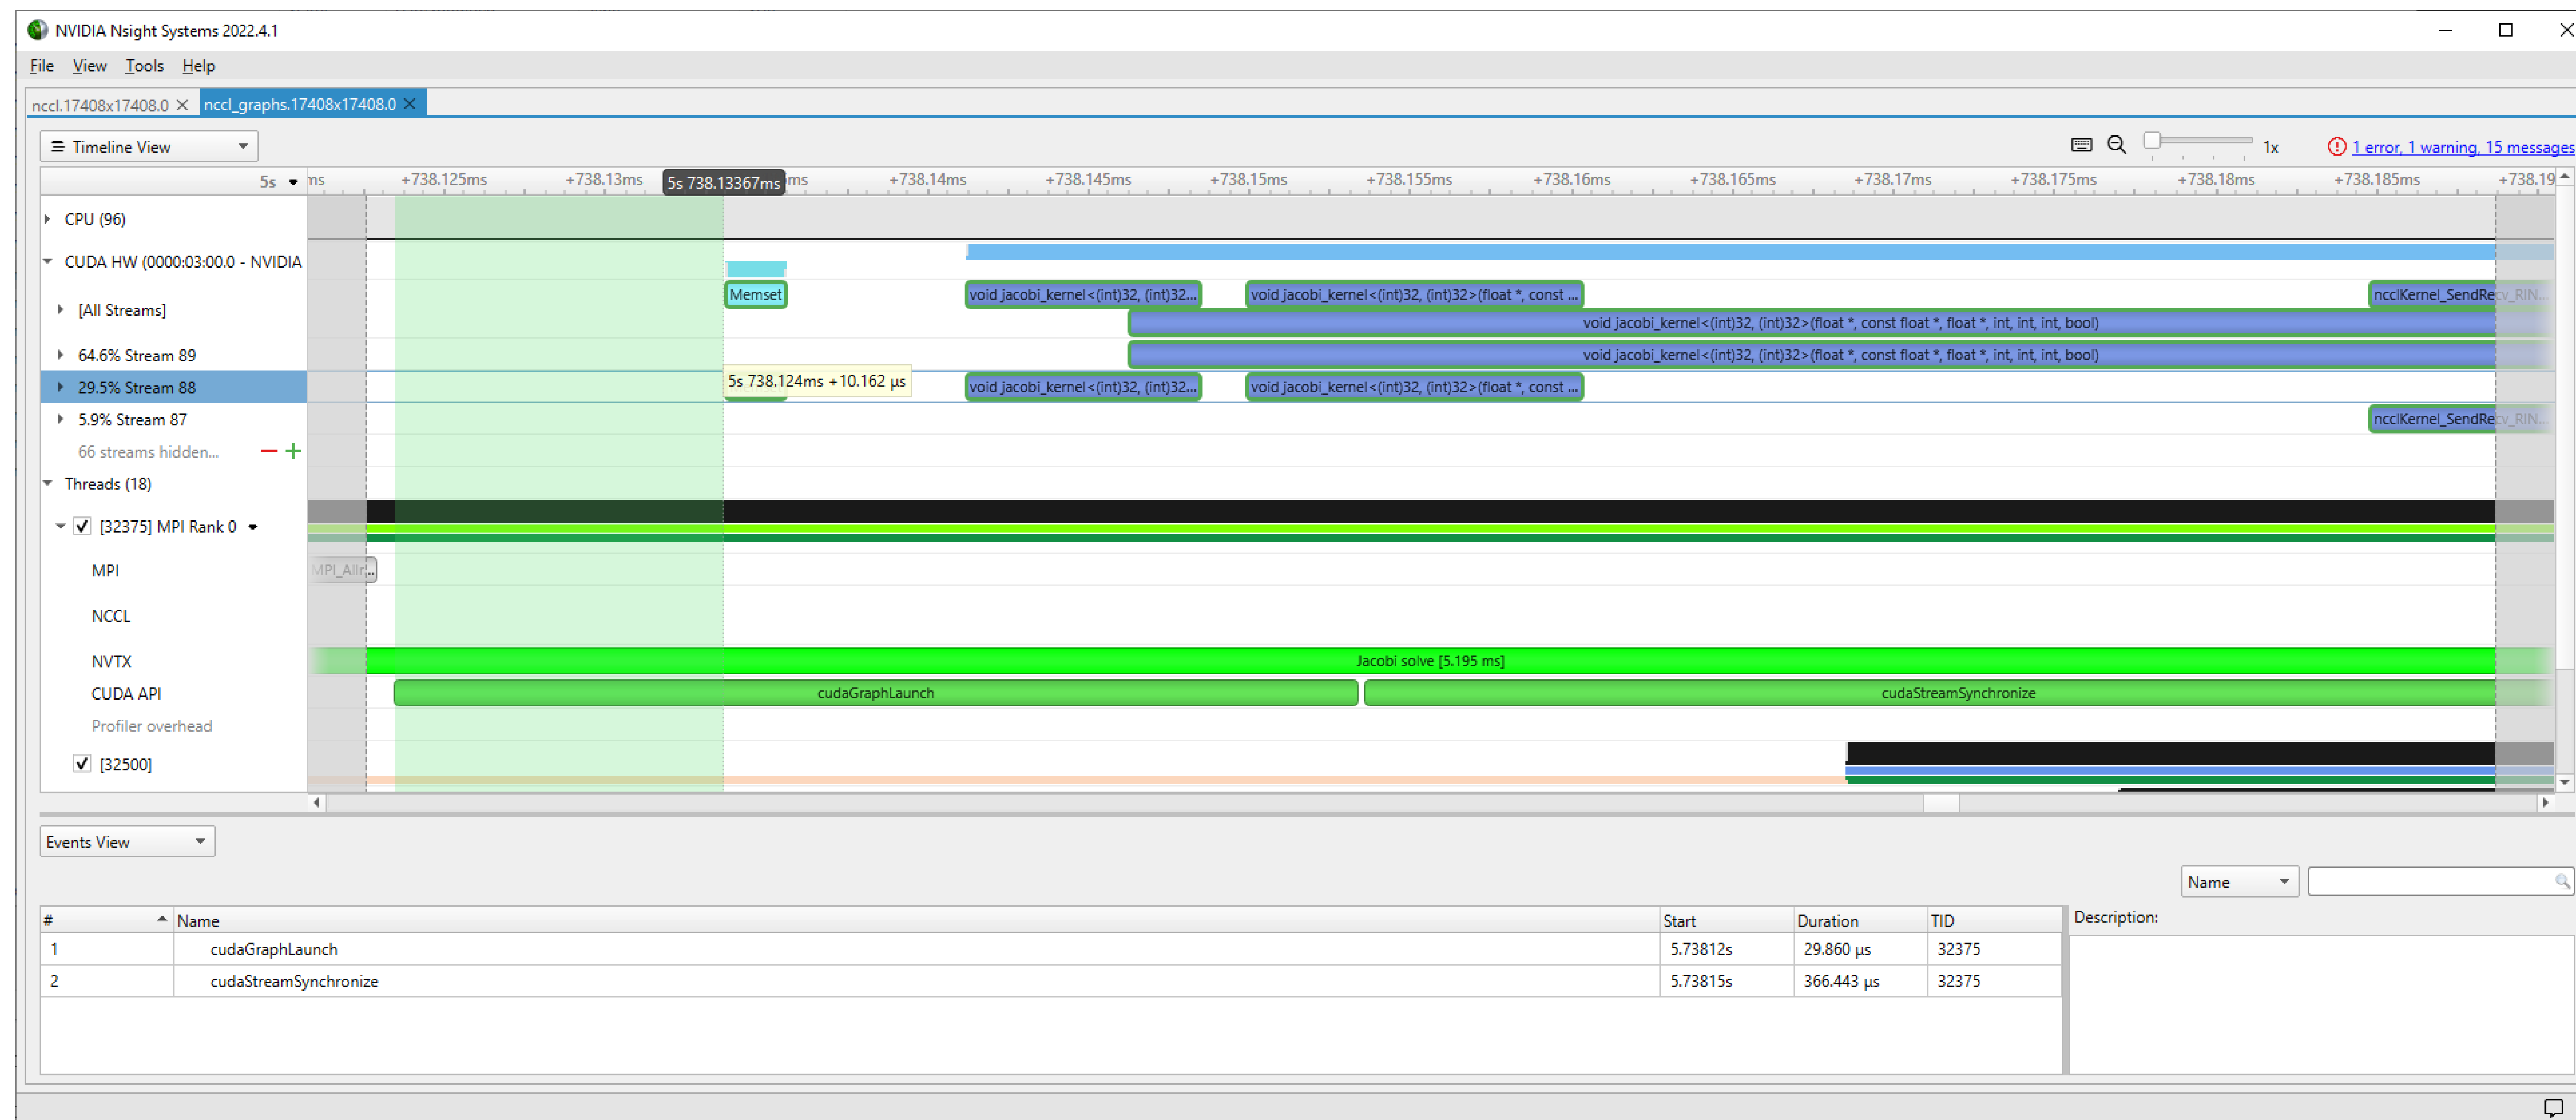 NVIDIA Nsight Systems 2022.4.1
File View Tools Help
nccl.17408x17408.0 nccl_graphs.17408x17408.0
Timeline View
1x
1 error, 1 warning, 15 messages
5s ms +738.125ms +738.13ms 5s 738.13367ms ms +738.14ms +738.145ms +738.15ms +738.155ms +738.16ms +738.165ms +738.17ms +738.175ms +738.18ms +738.185ms +738.19
CPU (96)
CUDA HW (0000:03:00.0 - NVIDIA
Memset void jacobi_kernel<(int)32, (int)32... void jacobi_kernel<(int)32, (int)32>(float *, const ... ncclKernel_SendRecv_RIN...
[All Streams]
void jacobi_kernel<(int)32, (int)32>(float *, const float *, float *, int, int, int, bool)
64.6% Stream 89 void jacobi_kernel<(int)32, (int)32>(float *, const float *, float *, int, int, int, bool)
5s 738.124ms +10.162 µs
29.5% Stream 88 void jacobi_kernel<(int)32, (int)32... void jacobi_kernel<(int)32, (int)32>(float *, const ...
5.9% Stream 87 ncclKernel_SendRecv_RIN...
66 streams hidden...
Threads (18)
[32375] MPI Rank 0
MPI MPI_Allr...
NCCL
NVTX Jacobi solve [5.195 ms]
CUDA API cudaGraphLaunch cudaStreamSynchronize
Profiler overhead
[32500]
Events View
Name
# Name Start Duration TID Description:
1 cudaGraphLaunch 5.73812s 29.860 µs 32375
2 cudaStreamSynchronize 5.73815s 366.443 µs 32375